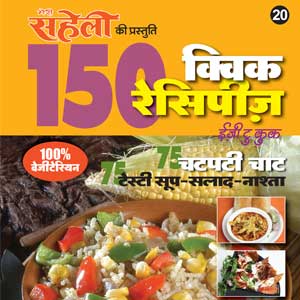 मेरी
सहेली की प्रस्तुति
20
150 क्विक
रेसिपीज़
ईज़ी टु कुक
100%
वेजीटेरियन
75 चटपटी चाट
75 टेस्टी सूप-सलाद-नाश्ता